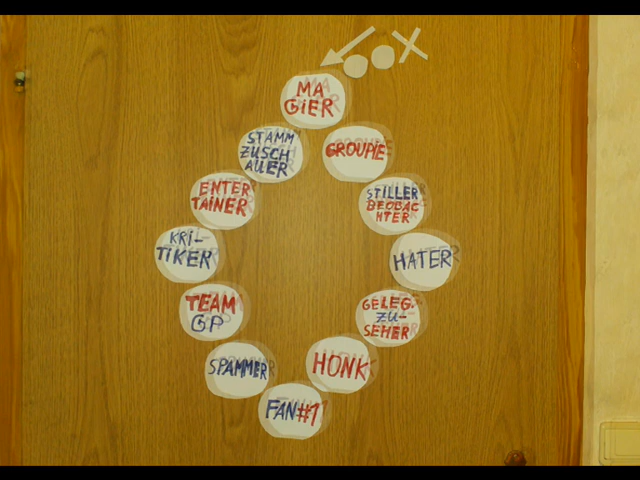 MA
GiER
GROUPIE
STILLER
BEOBAC
HTER
HATER
GELEG.
ZU-
SEHER
HONK
FAN#1
SPAMMER
TEAM
GP
KRI-
TIKER
ENTER
TAINER
STAMM
ZUSCH
AUER